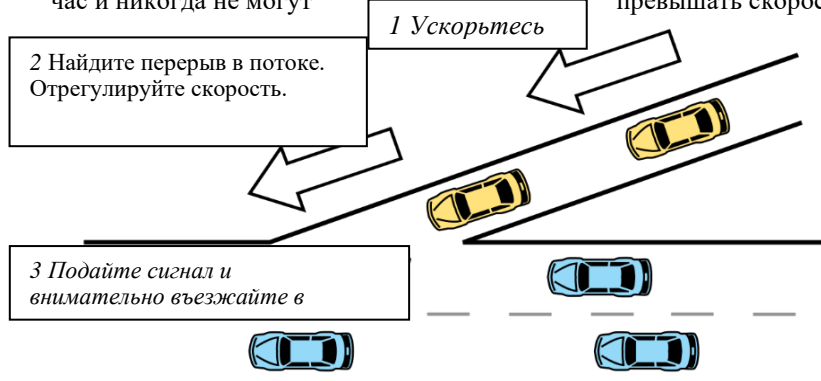 час и никогда не могут
превышать скорос
1 Ускорьтесь
2 Найдите перерыв в потоке.
Отрегулируйте скорость.
3 Подайте сигнал и
внимательно въезжайте в